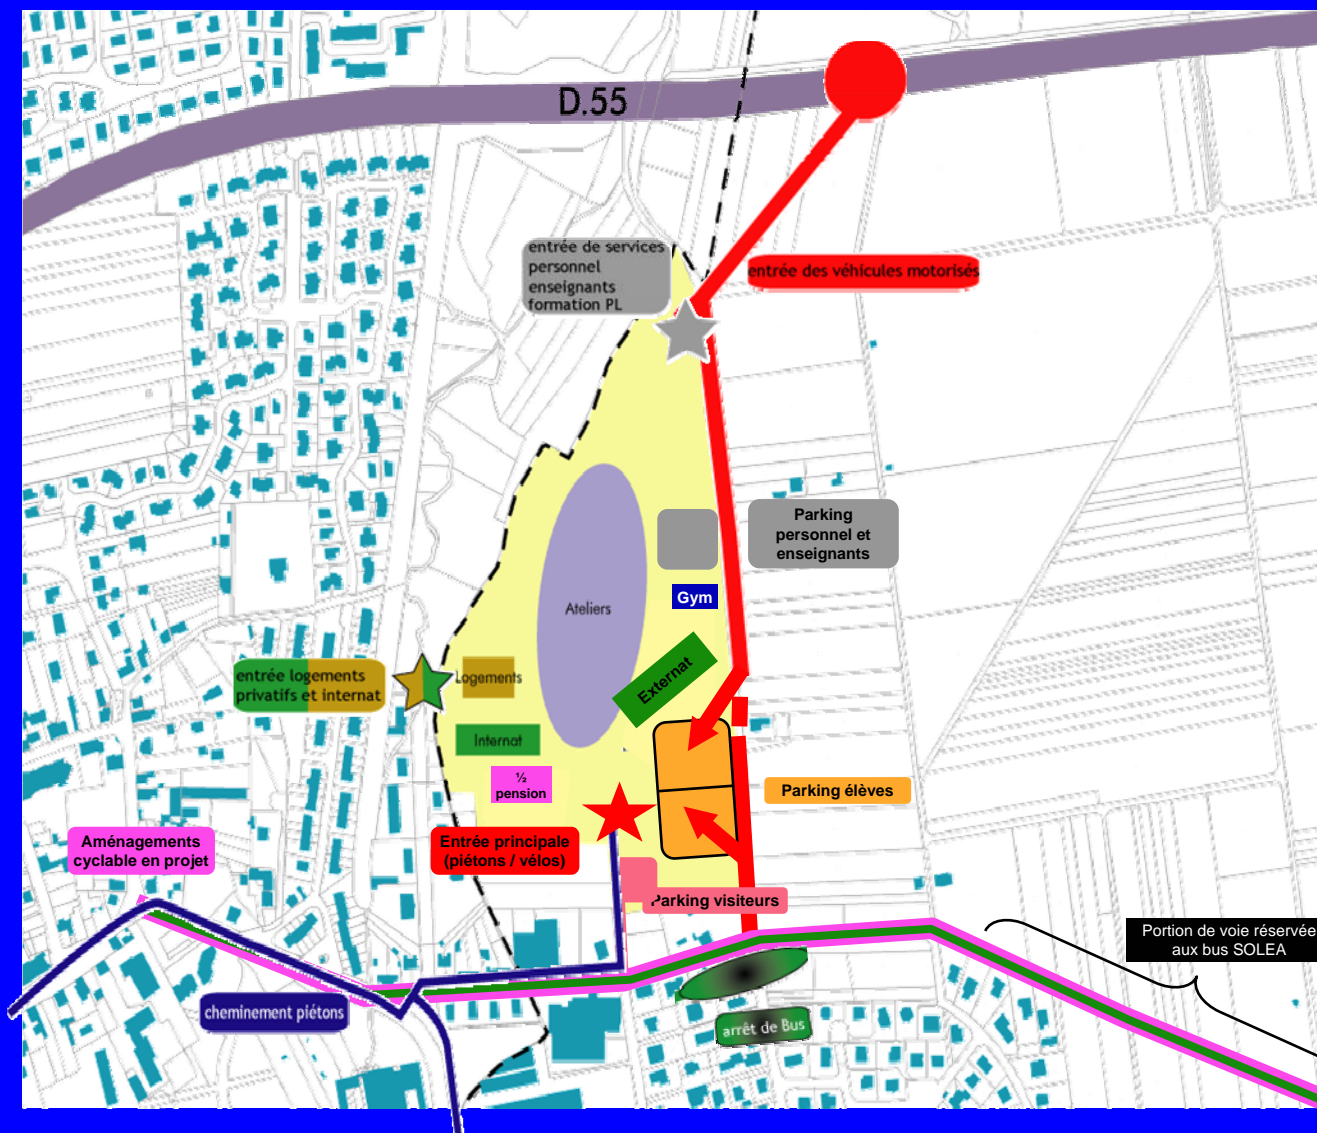 D.55
entrée de services
personnel
enseignants
formation PL
entrée des véhicules motorisés
Parking
personnel et
enseignants
Gym
Ateliers
Externat
entrée logements
privatifs et internat
Logements
Internat
½
pension
Parking élèves
Aménagements
cyclable en projet
Entrée principale
(piétons / vélos)
Parking visiteurs
Portion de voie réservée
aux bus SOLEA
cheminement piétons
arrêt de Bus